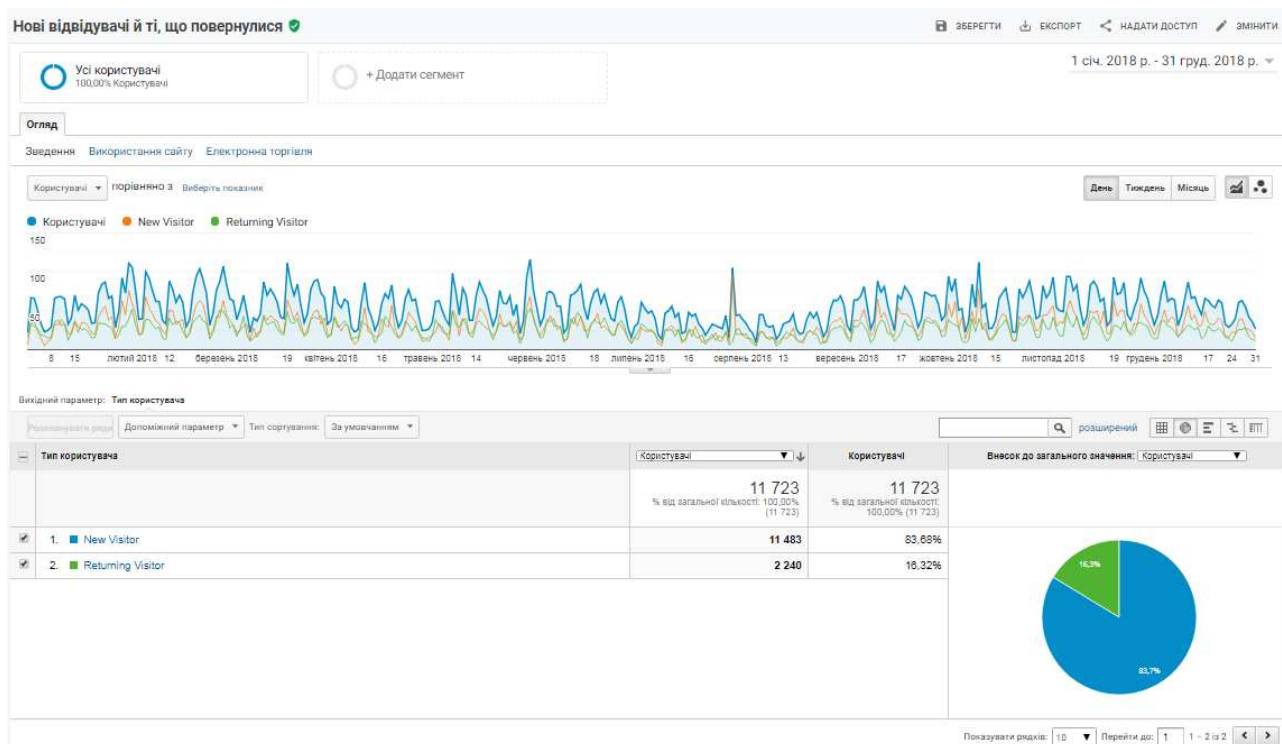 Нові відвідувачі й ті, що повернулися
ЗБЕРЕГТИ ЕКСПОРТ НАДАТИ ДОСТУП ЗМІНИТИ
Усі користувачі
100,00% Користувачі
+ Додати сегмент
1 січ. 2018 р. - 31 груд. 2018 р.
Огляд
Зведення Використання сайту Електронна торгівля
Користувачі порівняно з Виберіть показник
День Тиждень Місяць
Користувачі New Visitor Returning Visitor
150
100
50
8 15 лютий 2018 12 березень 2018 19 квітень 2018 16 травень 2018 14 червень 2018 18 липень 2018 16 серпень 2018 13 вересень 2018 17 жовтень 2018 15 листопад 2018 19 грудень 2018 17 24 31
Вихідний параметр: Тип користувача
Допоміжний параметр Тип сортування: За умовчанням
розширений
Тип користувача Користувачі Користувачі Внесок до загального значення: Користувачі
11 723 11 723
% від загальної кількості: 100,00% % від загальної кількості:
(11 723) 100,00% (11 723)
1. New Visitor 11 483 83,68%
2. Returning Visitor 2 240 16,32%
16,3%
83,7%
Показувати рядків: 10 Перейти до: 1 1 - 2 із 2